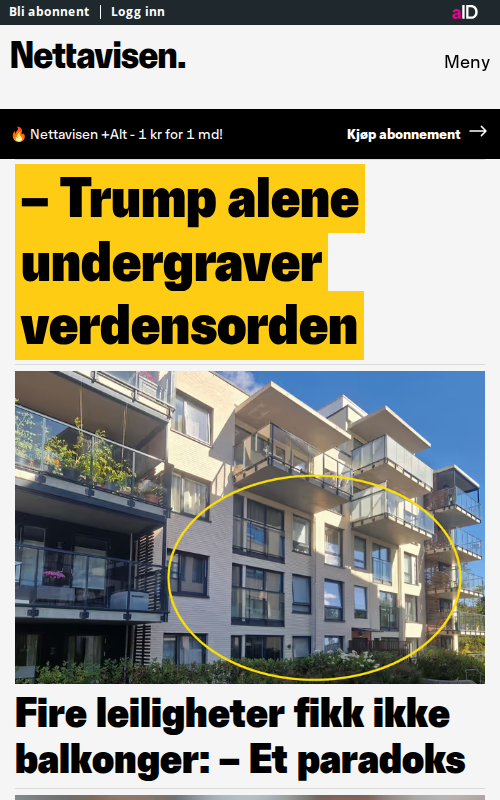 Bli abonnent
Logg inn
aID
Nettavisen.
Meny
🔥 Nettavisen +Alt - 1 kr for 1 md!
Kjøp abonnement →
– Trump alene
undergraver
verdensorden
Fire leiligheter fikk ikke
balkonger: – Et paradoks